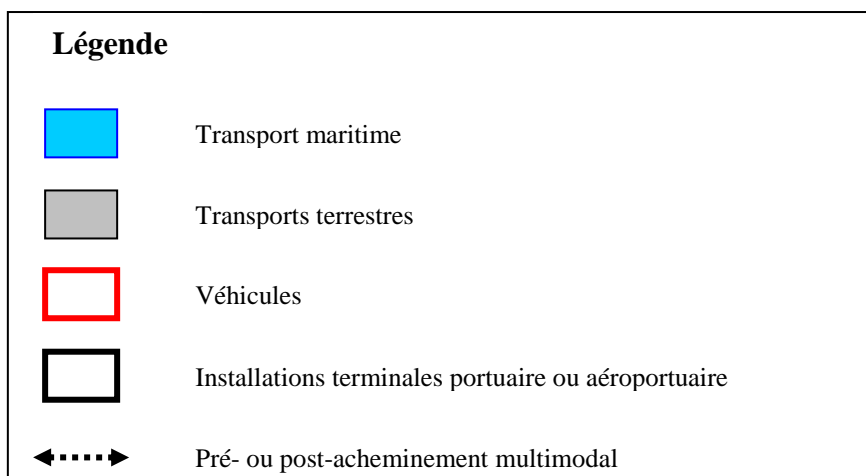 Légende
Transport maritime
Transports terrestres
Véhicules
Installations terminales portuaire ou aéroportuaire
Pré- ou post-acheminement multimodal